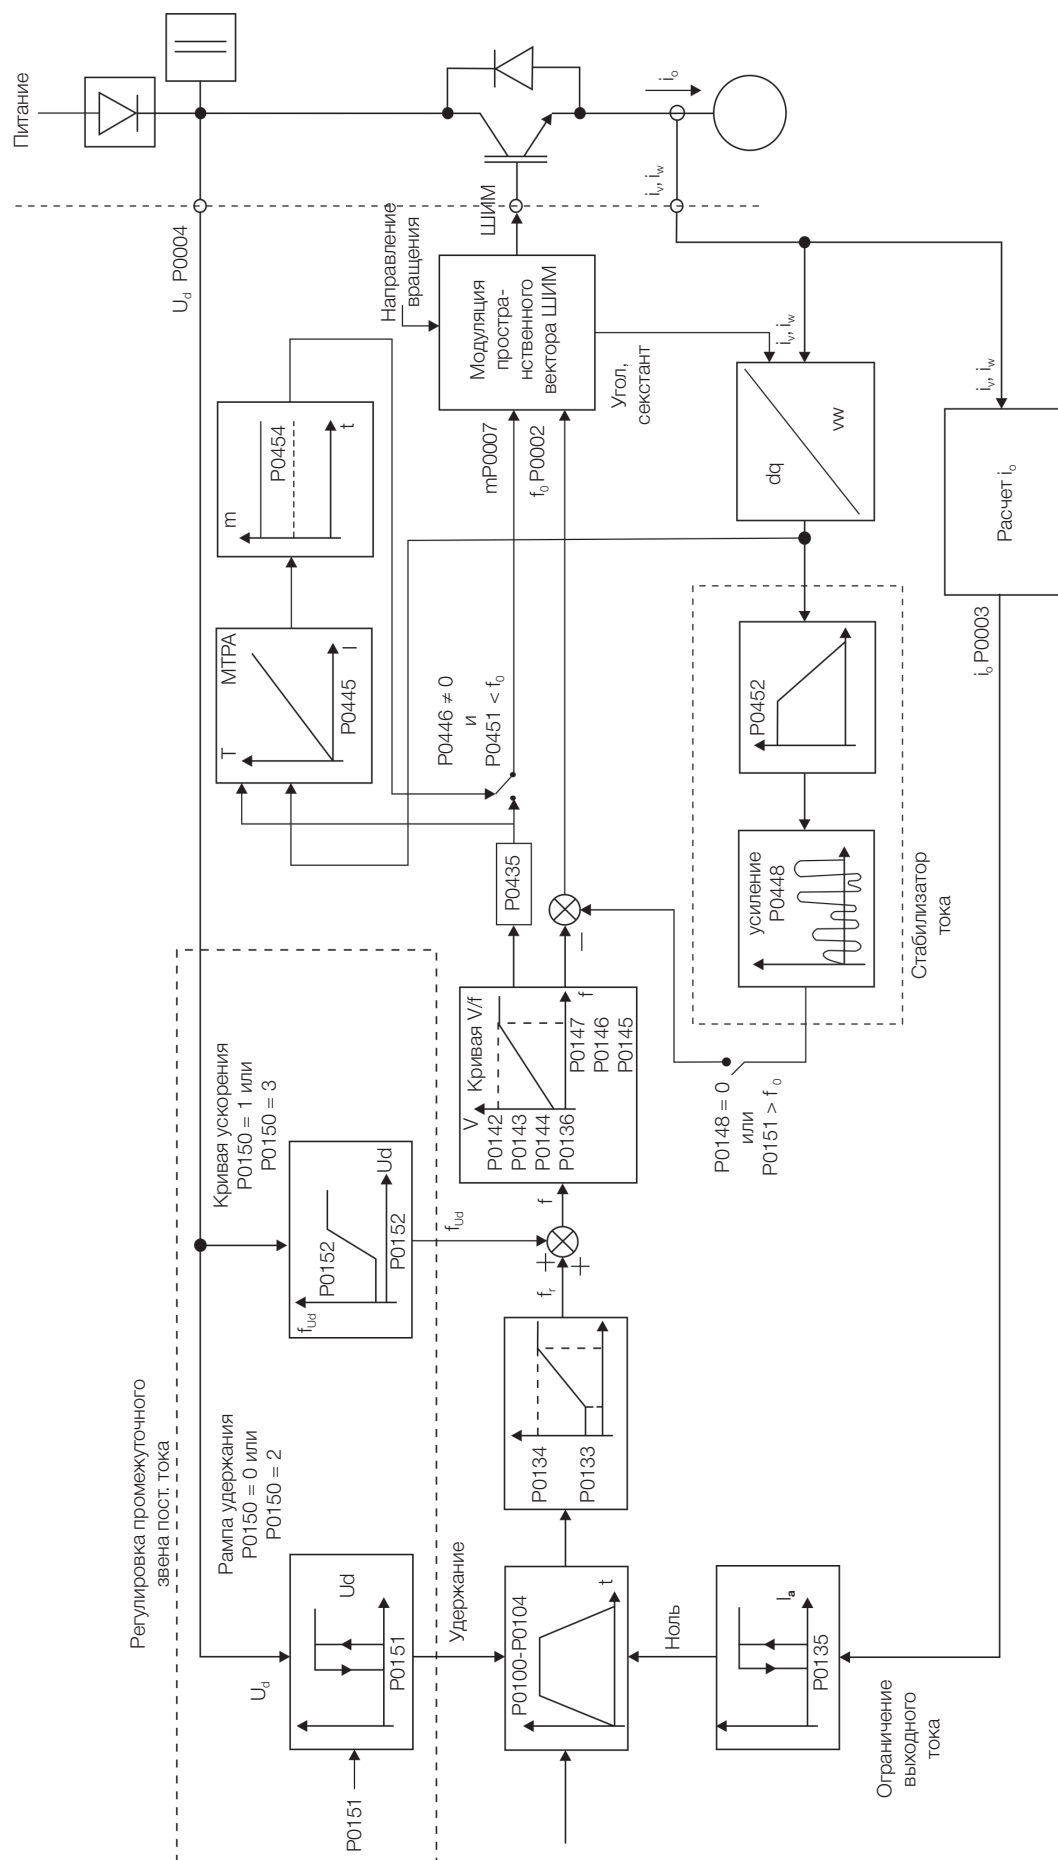 Регулировка промежуточного
звена пост. тока
P0151
U_d
Ud
P0151
Рампа удержания
P0150 = 0 или
P0150 = 2
Удержание
P0100-P0104
t
Ноль
I_a
P0135
Ограничение
выходного
тока
P0134
P0133
f_r
+
+
Кривая ускорения
P0150 = 1 или
P0150 = 3
f_Ud
P0152
Ud
P0152
f_Ud
f
V
Кривая V/f
P0142
P0143
P0144
P0136
f
P0147
P0146
P0145
P0435
–
P0148 = 0
или
P0151 > f_o
усиление
P0448
P0452
Стабилизатор
тока
P0446 ≠ 0
и
P0451 < f_0
T
MTPA
I
P0445
m
P0454
t
mP0007
f_0 P0002
Модуляция
простра-
нственного
вектора ШИМ
Направление
вращения
ШИМ
Угол,
секстант
dq
vw
i_v, i_w
i_v, i_w
i_v, i_w
Расчет i_o
i_o P0003
U_d P0004
Питание
i_o